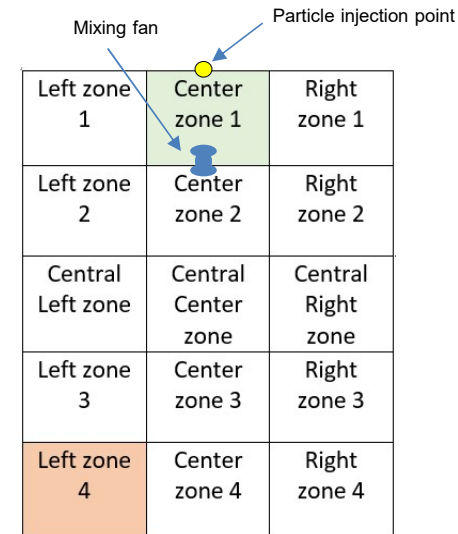 Particle injection point
Mixing fan
Left zone
1
Center
zone 1
Right
zone 1
Left zone
2
Center
zone 2
Right
zone 2
Central
Left zone
Central
Center
zone
Central
Right
zone
Left zone
3
Center
zone 3
Right
zone 3
Left zone
4
Center
zone 4
Right
zone 4